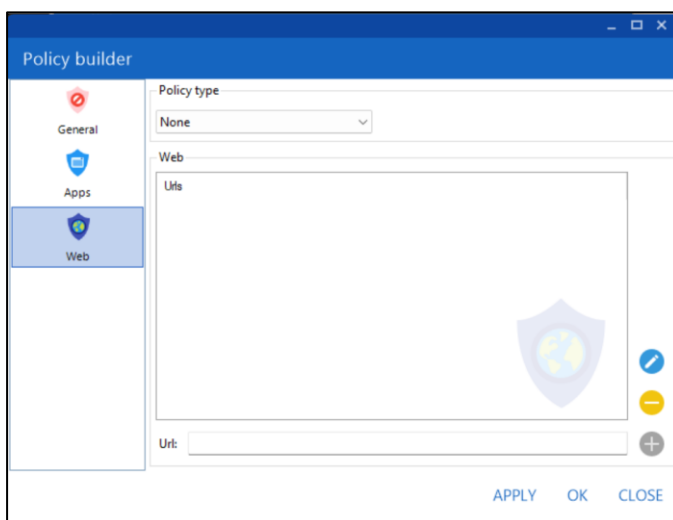 Policy builder
General
Apps
Web
Policy type
None
Web
Urls
Url:
APPLY OK CLOSE